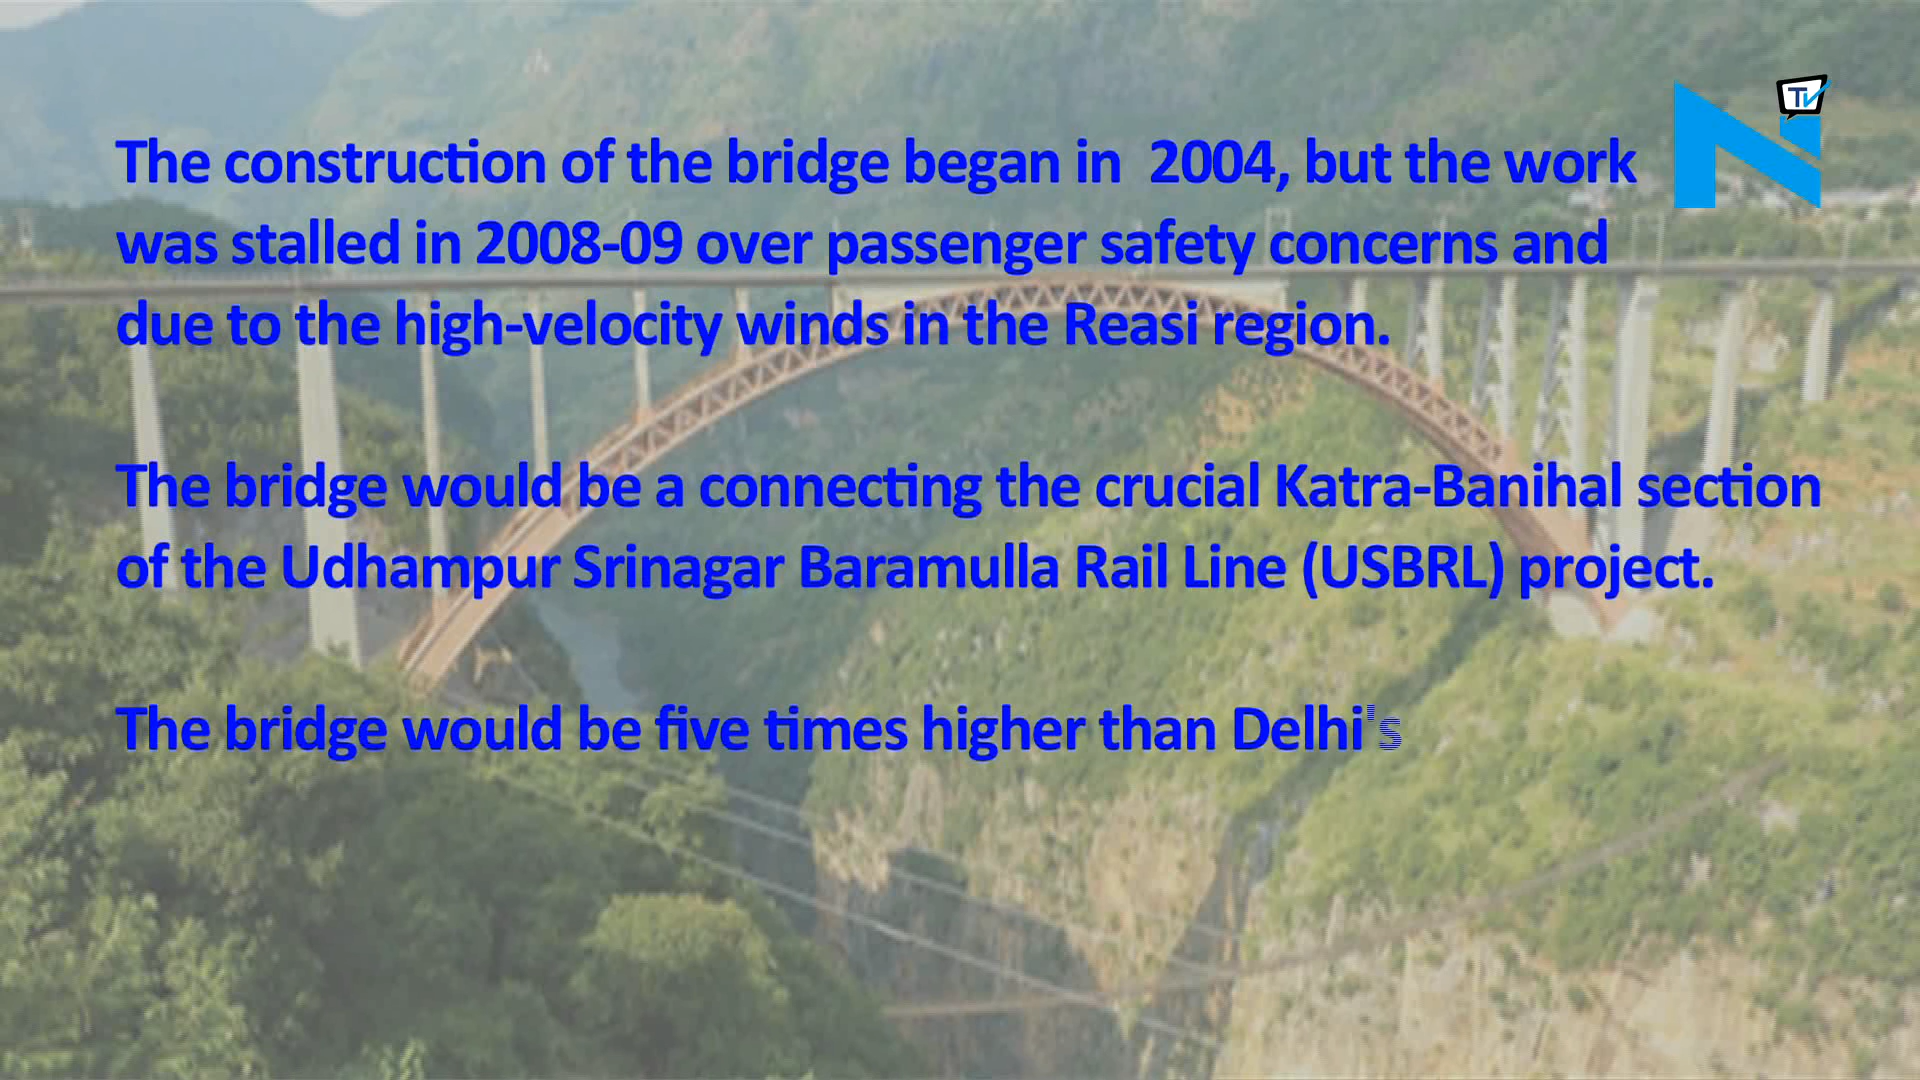 TV
The construction of the bridge began in 2004, but the work
was stalled in 2008-09 over passenger safety concerns and
due to the high-velocity winds in the Reasi region.
The bridge would be a connecting the crucial Katra-Banihal section
of the Udhampur Srinagar Baramulla Rail Line (USBRL) project.
The bridge would be five times higher than Delhi's